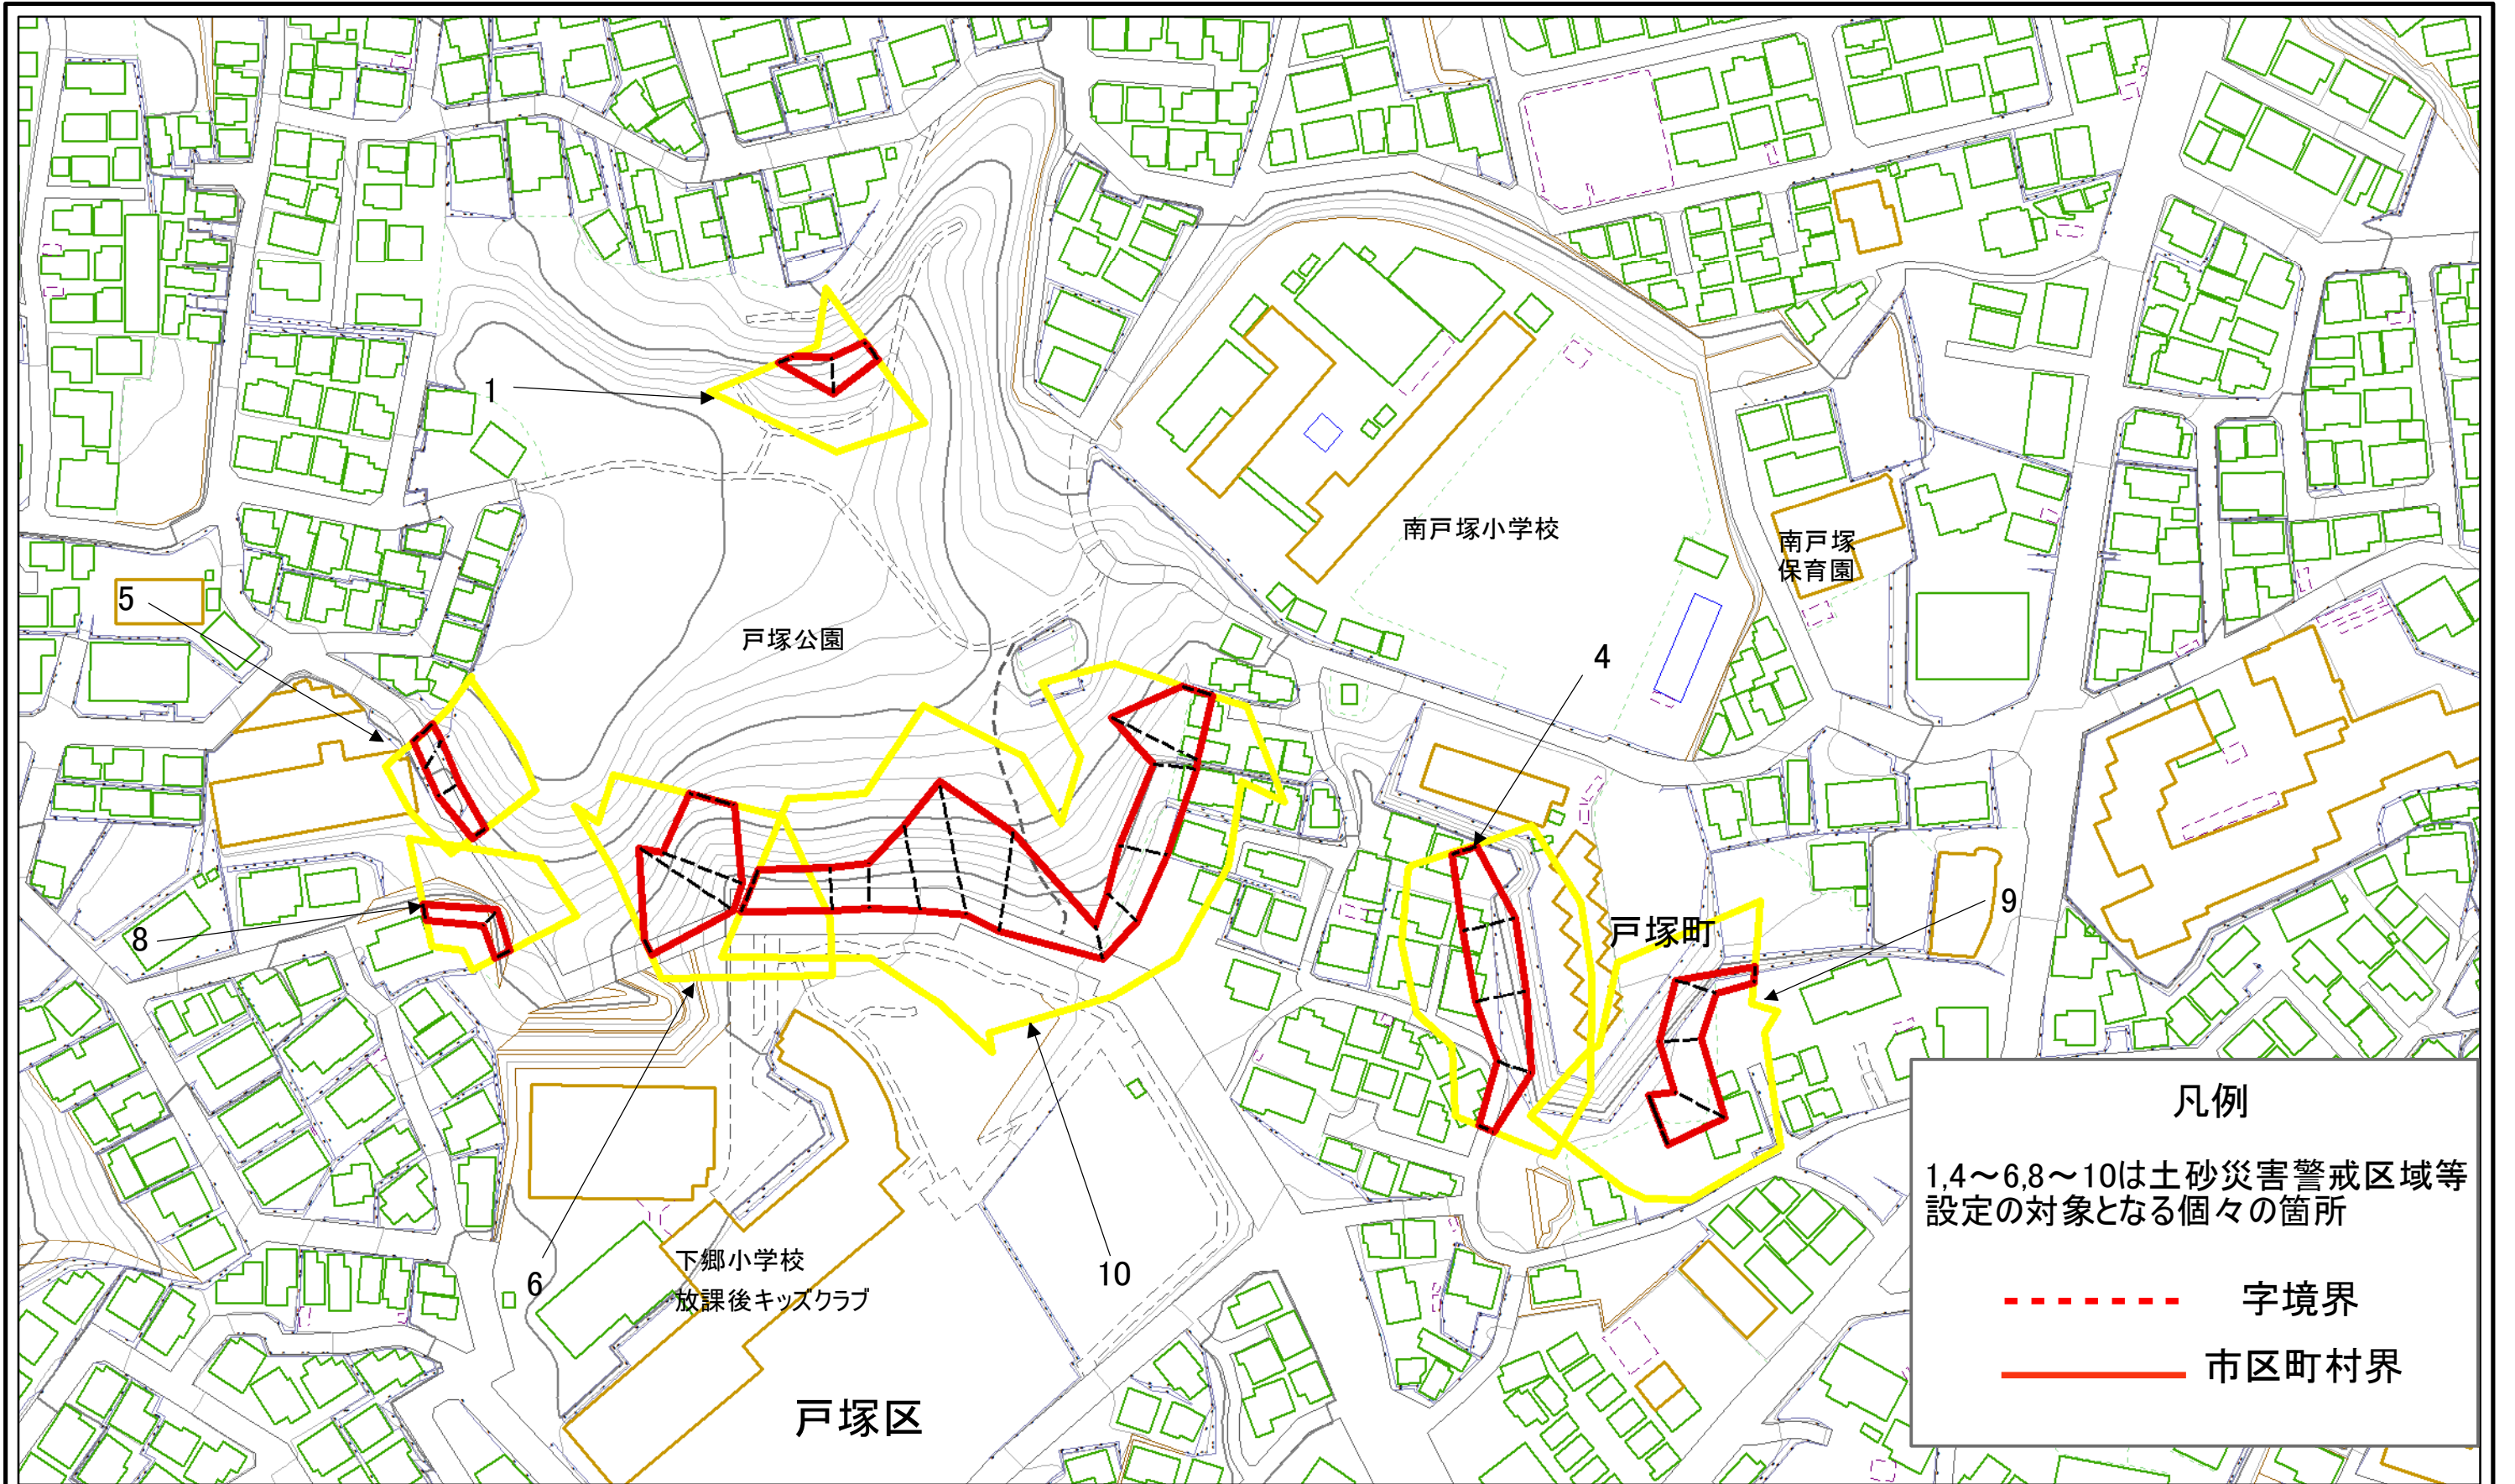 1
南戸塚小学校
南戸塚
保育園
5
戸塚公園
4
戸塚町
9
8
6
10
下郷小学校
放課後キッズクラブ
戸塚区
凡例
1,4～6,8～10は土砂災害警戒区域等
設定の対象となる個々の箇所
字境界
市区町村界